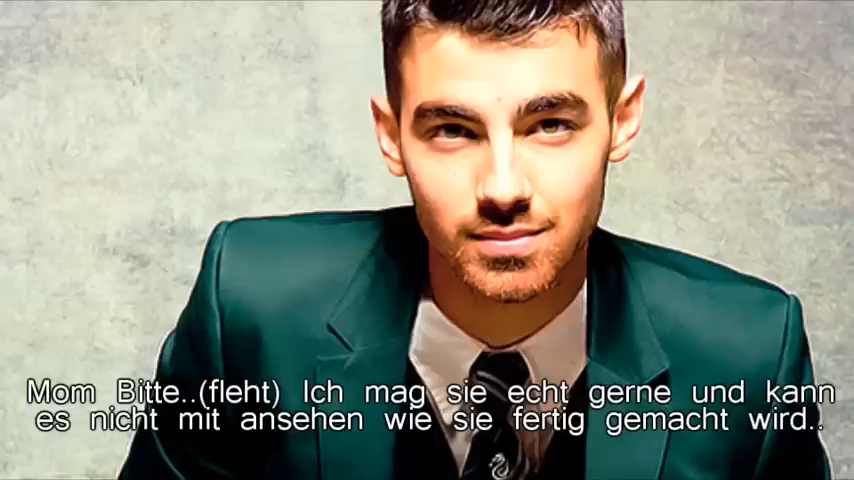 Mom Bitte..(fleht) Ich mag sie echt gerne und kann
es nicht mit ansehen wie sie fertig gemacht wird..